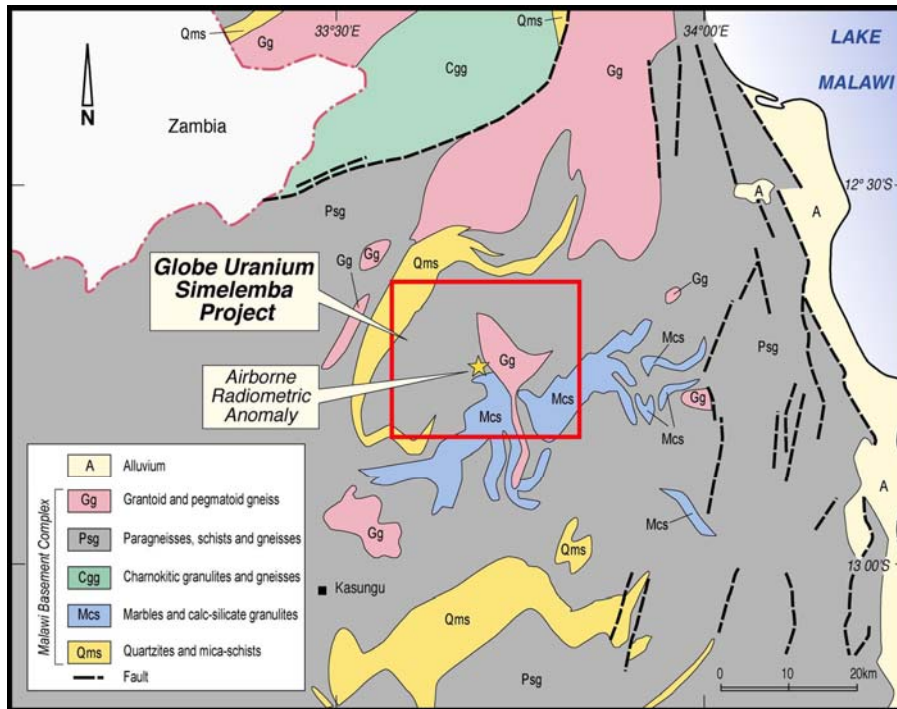 Qms
33°30'E
Qms
34°00'E
Gg
Cgg
Gg
LAKE
MALAWI
N
Zambia
12° 30'S
A
A
Psg
Gg
Gg
Qms
Globe Uranium
Simelemba
Project
Gg
Psg
Mcs
Gg
Airborne
Radiometric
Anomaly
Mcs
Mcs
Gg
Mcs
A
Gg
Mcs
Qms
13 00'S
Kasungu
Qms
Psg
Malawi Basement Complex
A Alluvium
Gg Grantoid and pegmatoid gneiss
Psg Paragneisses, schists and gneisses
Cgg Charnokitic granulites and gneisses
Mcs Marbles and calc-silicate granulites
Qms Quartzites and mica-schists
Fault
0 10 20km